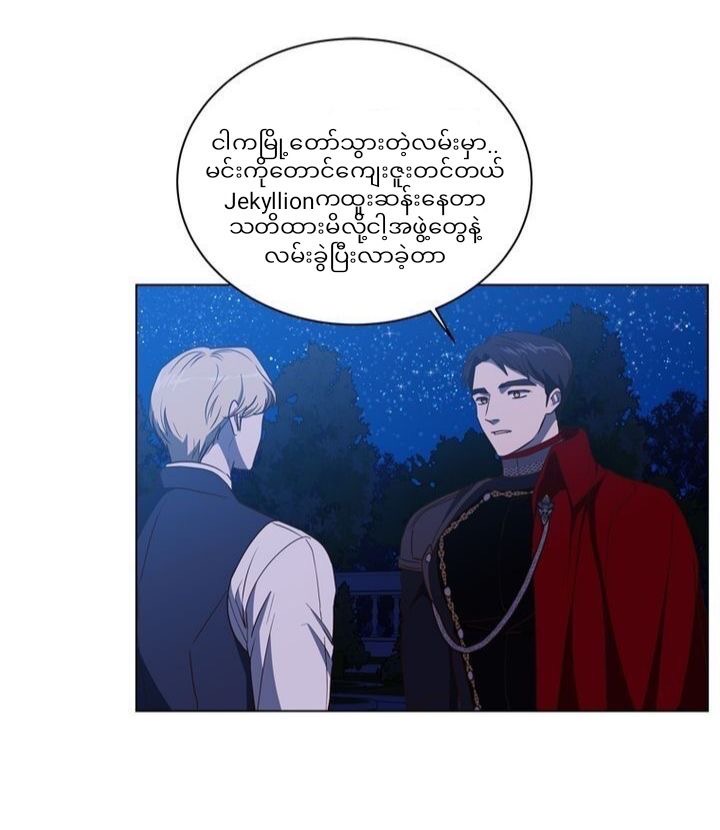 ငါကမြို့တော်သွားတဲ့လမ်းမှာ..
မင်းကိုတောင်ကျေးဇူးတင်တယ်
Jekyllionကထူးဆန်းနေတာ
သတိထားမိလို့ငါ့အဖွဲ့တွေနဲ့
လမ်းခွဲပြီးလာခဲ့တာ